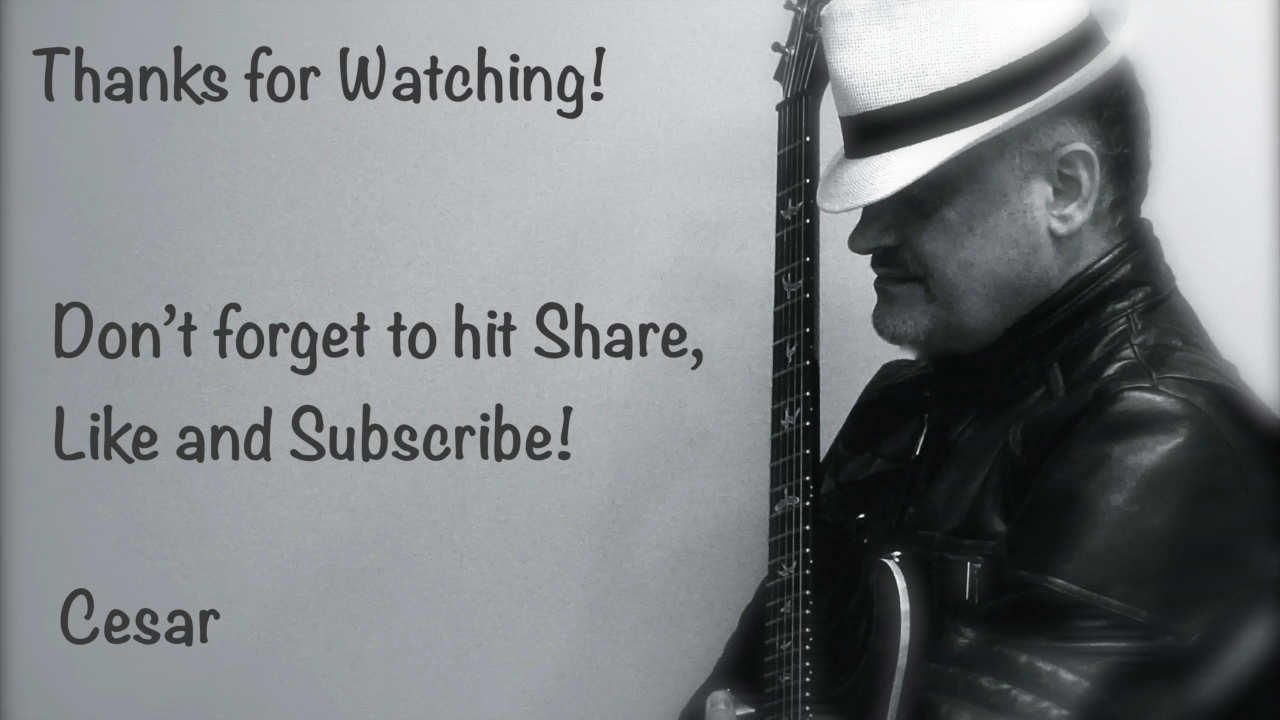 Thanks for Watching!
Don't forget to hit Share,
Like and Subscribe!
Cesar